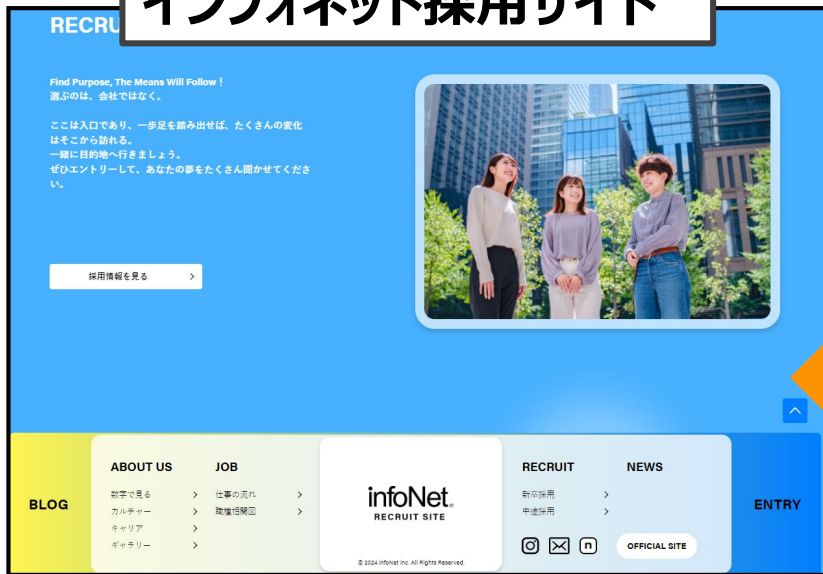 インフォネット採用サイト
RECRU
Find Purpose, The Means Will Follow！
選ぶのは、会社ではなく。
ここは入口であり、一歩足を踏み出せば、たくさんの変化
はそこから訪れる。
一緒に目的地へ行きましょう。
ぜひエントリーして、あなたの夢をたくさん聞かせてくださ
い。
採用情報を見る
BLOG
ABOUT US
数字で見る
カルチャー
キャリア
ギャラリー
JOB
仕事の流れ
職種相関図
infoNet.
RECRUIT SITE
© 2024 infoNet Inc. All Rights Reserved.
RECRUIT
新卒採用
中途採用
NEWS
n
OFFICIAL SITE
ENTRY